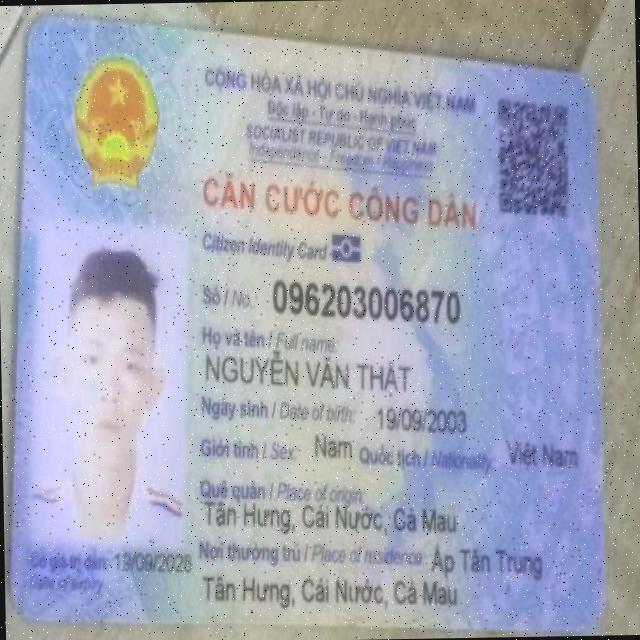 CỘNG HÒA XÃ HỘI CHỦ NGHĨA VIỆT NAM
Độc lập - Tự do - Hạnh phúc
SOCIALIST REPUBLIC OF VIET NAM
Independence - Freedom - Happiness
CĂN CƯỚC CÔNG DÂN
Citizen Identity Card
Số / No.: 096203006870
Họ và tên / Full name:
NGUYỄN VĂN THẬT
Ngày sinh / Date of birth: 19/09/2003
Giới tính / Sex: Nam Quốc tịch / Nationality: Việt Nam
Quê quán / Place of origin:
Tân Hưng, Cái Nước, Cà Mau
Nơi thường trú / Place of residence: Ấp Tân Trung
Tân Hưng, Cái Nước, Cà Mau
Có giá trị đến: 19/09/2028
Date of expiry